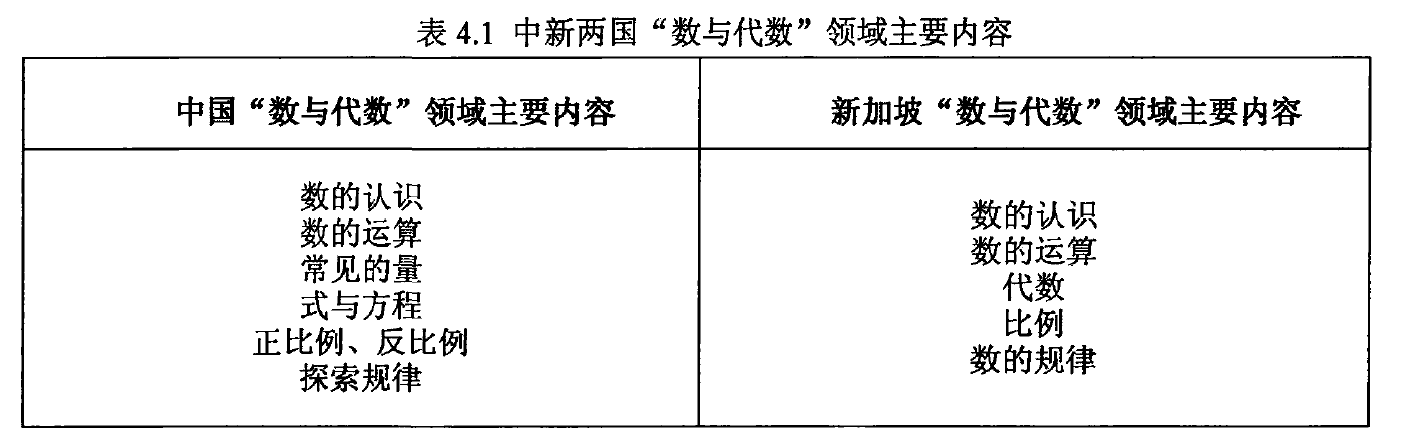 表 4.1 中新两国“数与代数”领域主要内容
中国“数与代数”领域主要内容
新加坡“数与代数”领域主要内容
数的认识
数的运算
常见的量
式与方程
正比例、反比例
探索规律
数的认识
数的运算
代数
比例
数的规律